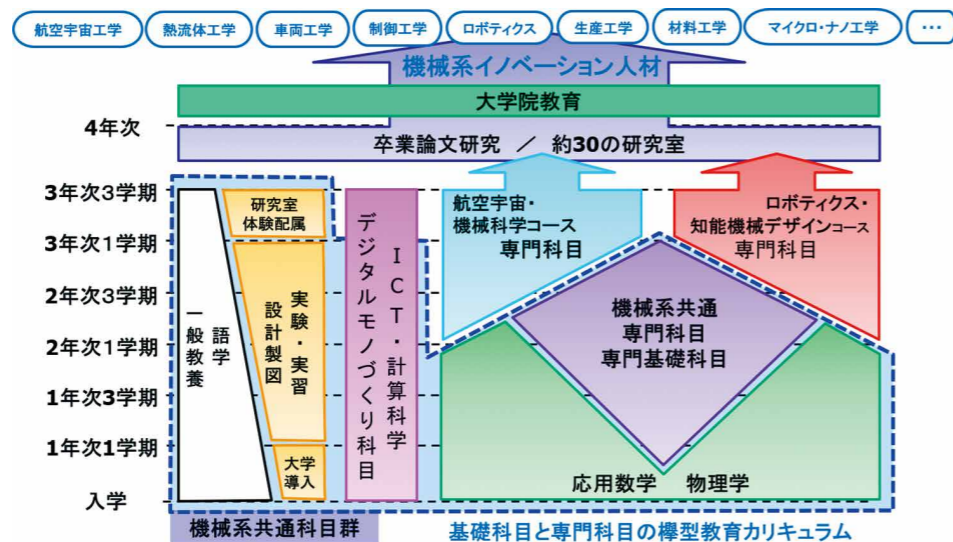 航空宇宙工学
熱流体工学
車両工学
制御工学
ロボティクス
生産工学
材料工学
マイクロ・ナノ工学
…
機械系イノベーション人材
大学院教育
4年次
卒業論文研究 ／ 約30の研究室
3年次3学期
3年次1学期
2年次3学期
2年次1学期
1年次3学期
1年次1学期
入学
語学
一般教養
研究室
体験配属
実験・実習
設計製図
大学
導入
ICT・計算科学
デジタルモノづくり科目
航空宇宙・
機械科学コース
専門科目
ロボティクス・
知能機械デザインコース
専門科目
機械系共通
専門科目
専門基礎科目
応用数学 物理学
機械系共通科目群
基礎科目と専門科目の欅型教育カリキュラム